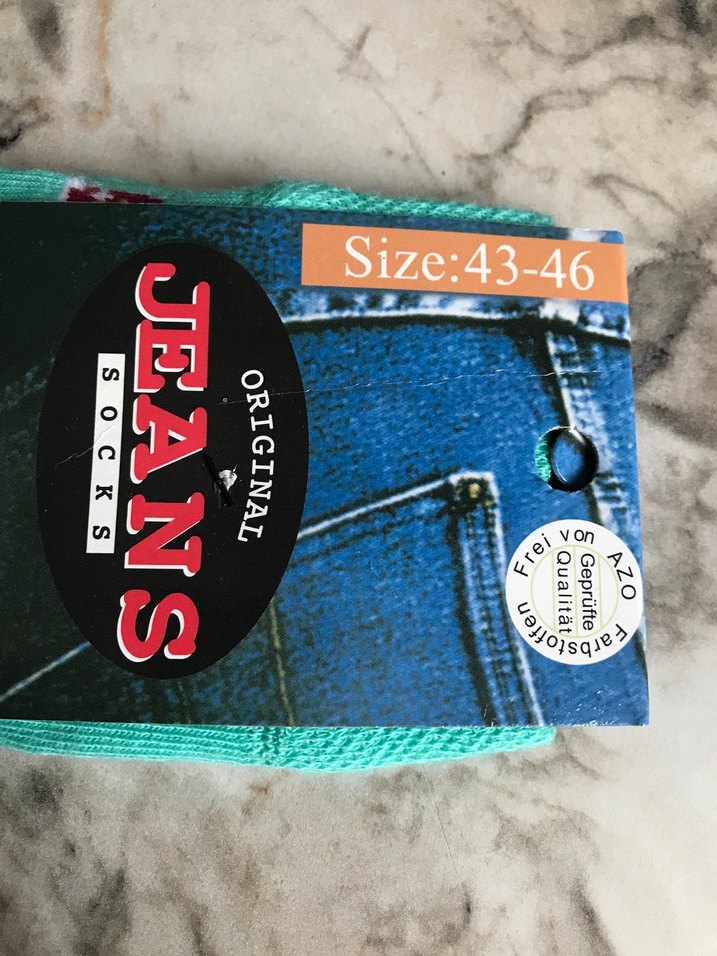 Size:43-46
ORIGINAL
JEANS
SOCKS
Frei von AZO Farbstoffen
Geprüfte
Qualität